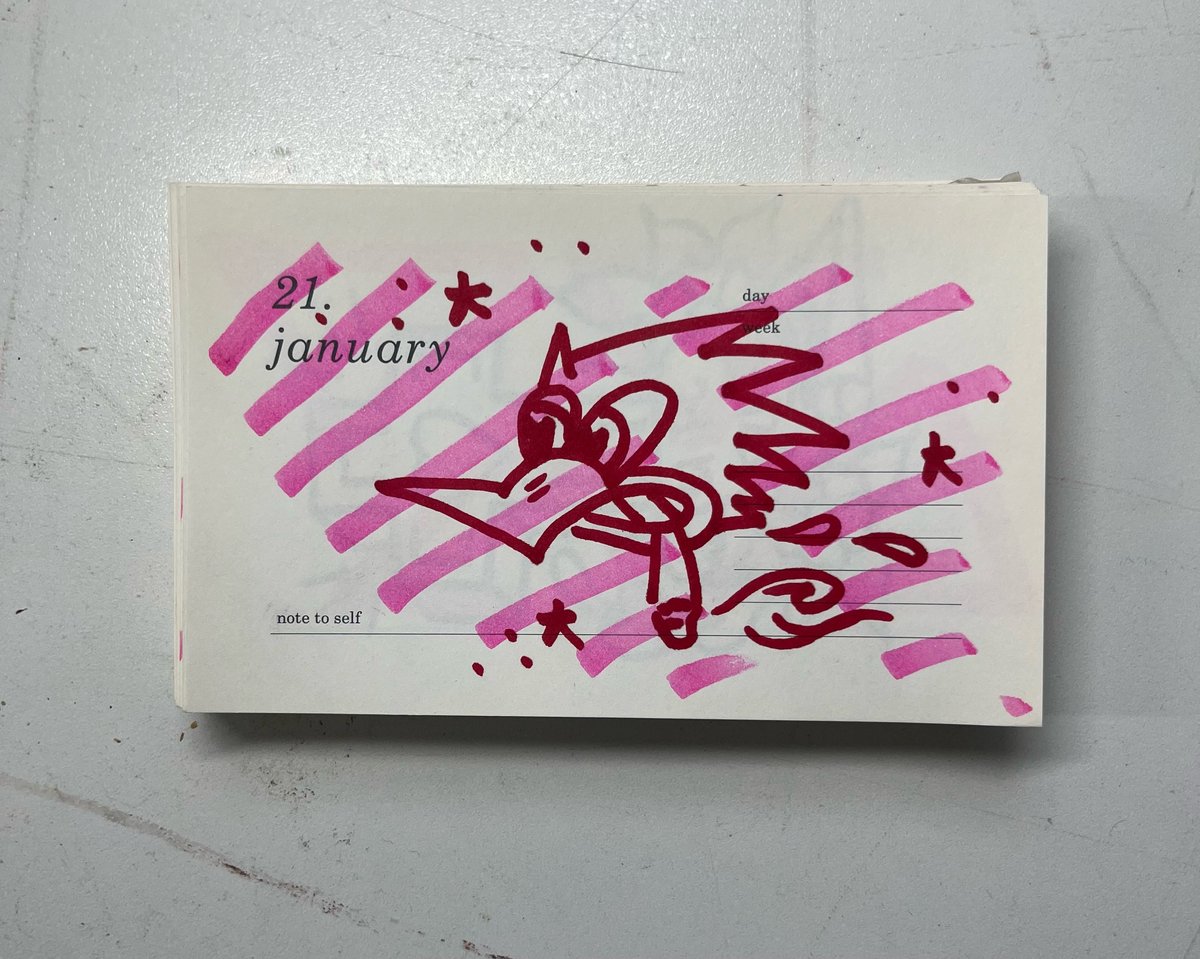 21.
january
day
week
note to self